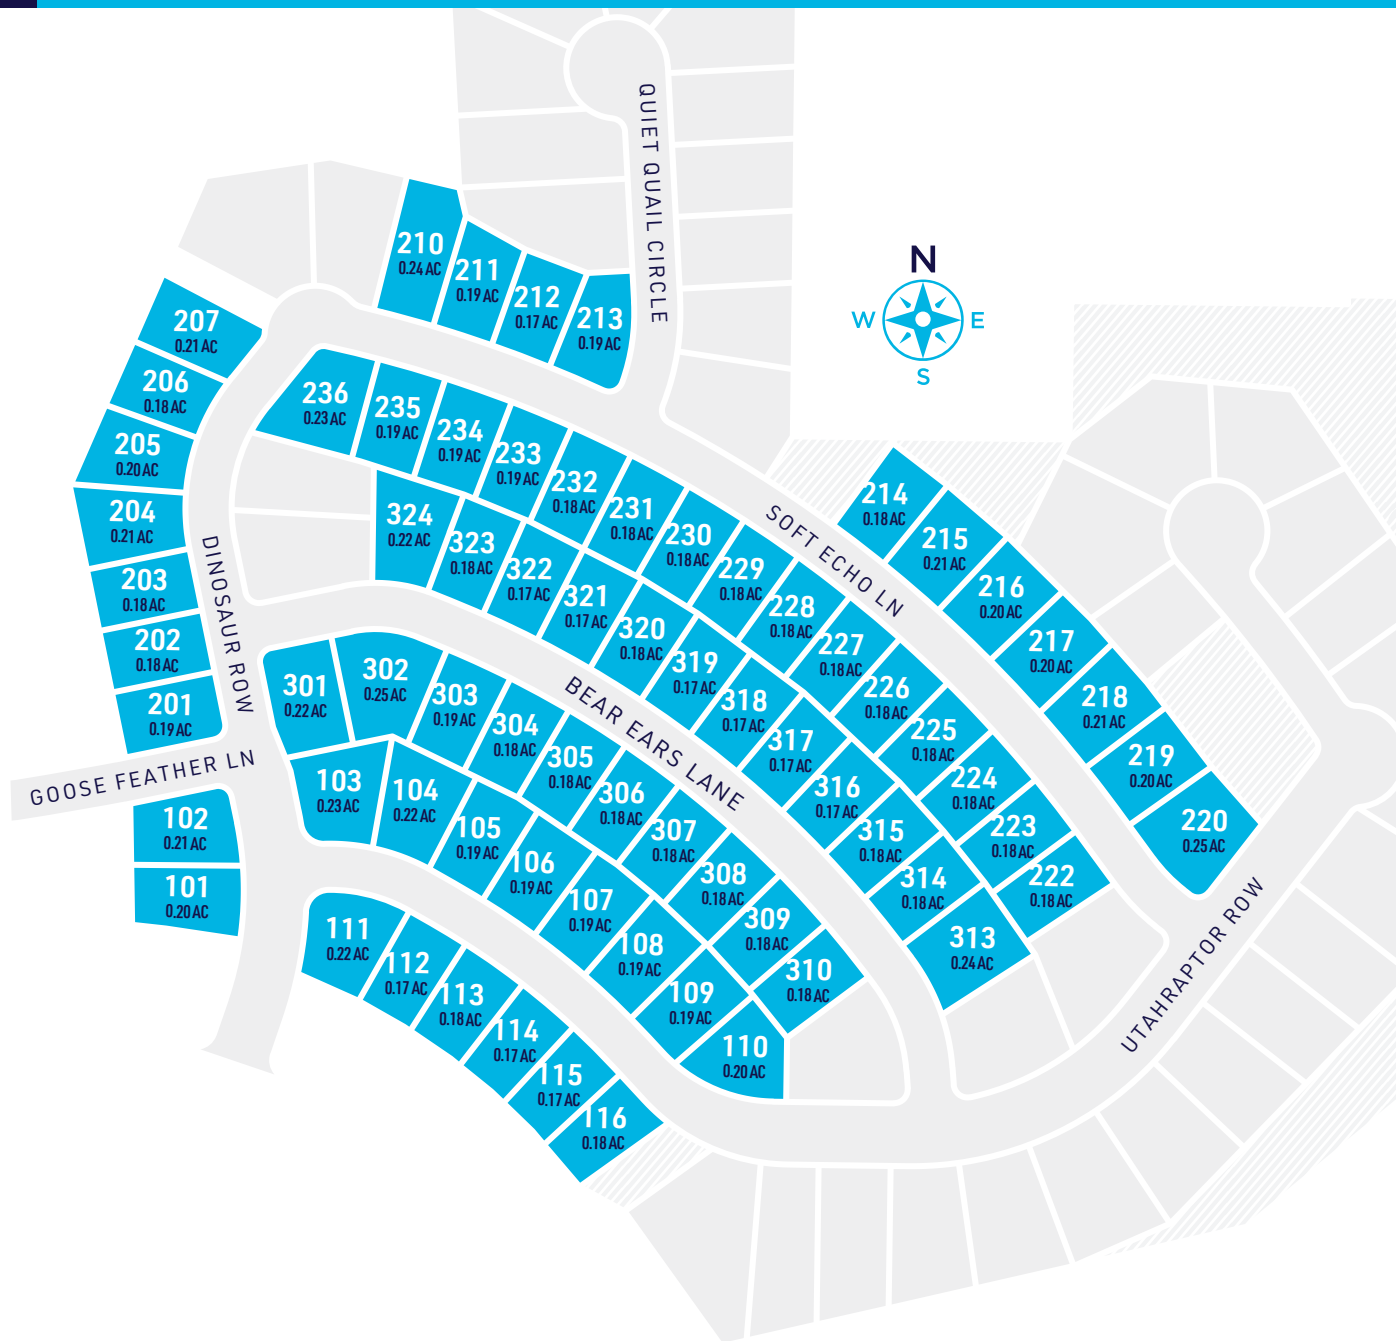 QUIET QUAIL CIRCLE
210
0.24 AC
211
0.19 AC
212
0.17 AC
213
0.19 AC
N
W
E
S
207
0.21 AC
206
0.18 AC
205
0.20 AC
204
0.21 AC
203
0.18 AC
202
0.18 AC
201
0.19 AC
DINOSAUR ROW
GOOSE FEATHER LN
102
0.21 AC
101
0.20 AC
236
0.23 AC
235
0.19 AC
234
0.19 AC
233
0.19 AC
232
0.18 AC
231
0.18 AC
230
0.18 AC
229
0.18 AC
228
0.18 AC
227
0.18 AC
226
0.18 AC
225
0.18 AC
224
0.18 AC
223
0.18 AC
222
0.18 AC
SOFT ECHO LN
214
0.18 AC
215
0.21 AC
216
0.20 AC
217
0.20 AC
218
0.21 AC
219
0.20 AC
220
0.25 AC
324
0.22 AC
323
0.18 AC
322
0.17 AC
321
0.17 AC
320
0.18 AC
319
0.17 AC
318
0.17 AC
317
0.17 AC
316
0.17 AC
315
0.18 AC
314
0.18 AC
313
0.24 AC
BEAR EARS LANE
301
0.22 AC
302
0.25 AC
303
0.19 AC
304
0.18 AC
305
0.18 AC
306
0.18 AC
307
0.18 AC
308
0.18 AC
309
0.18 AC
310
0.18 AC
103
0.23 AC
104
0.22 AC
105
0.19 AC
106
0.19 AC
107
0.19 AC
108
0.19 AC
109
0.19 AC
110
0.20 AC
111
0.22 AC
112
0.17 AC
113
0.18 AC
114
0.17 AC
115
0.17 AC
116
0.18 AC
UTAHRAPTOR ROW